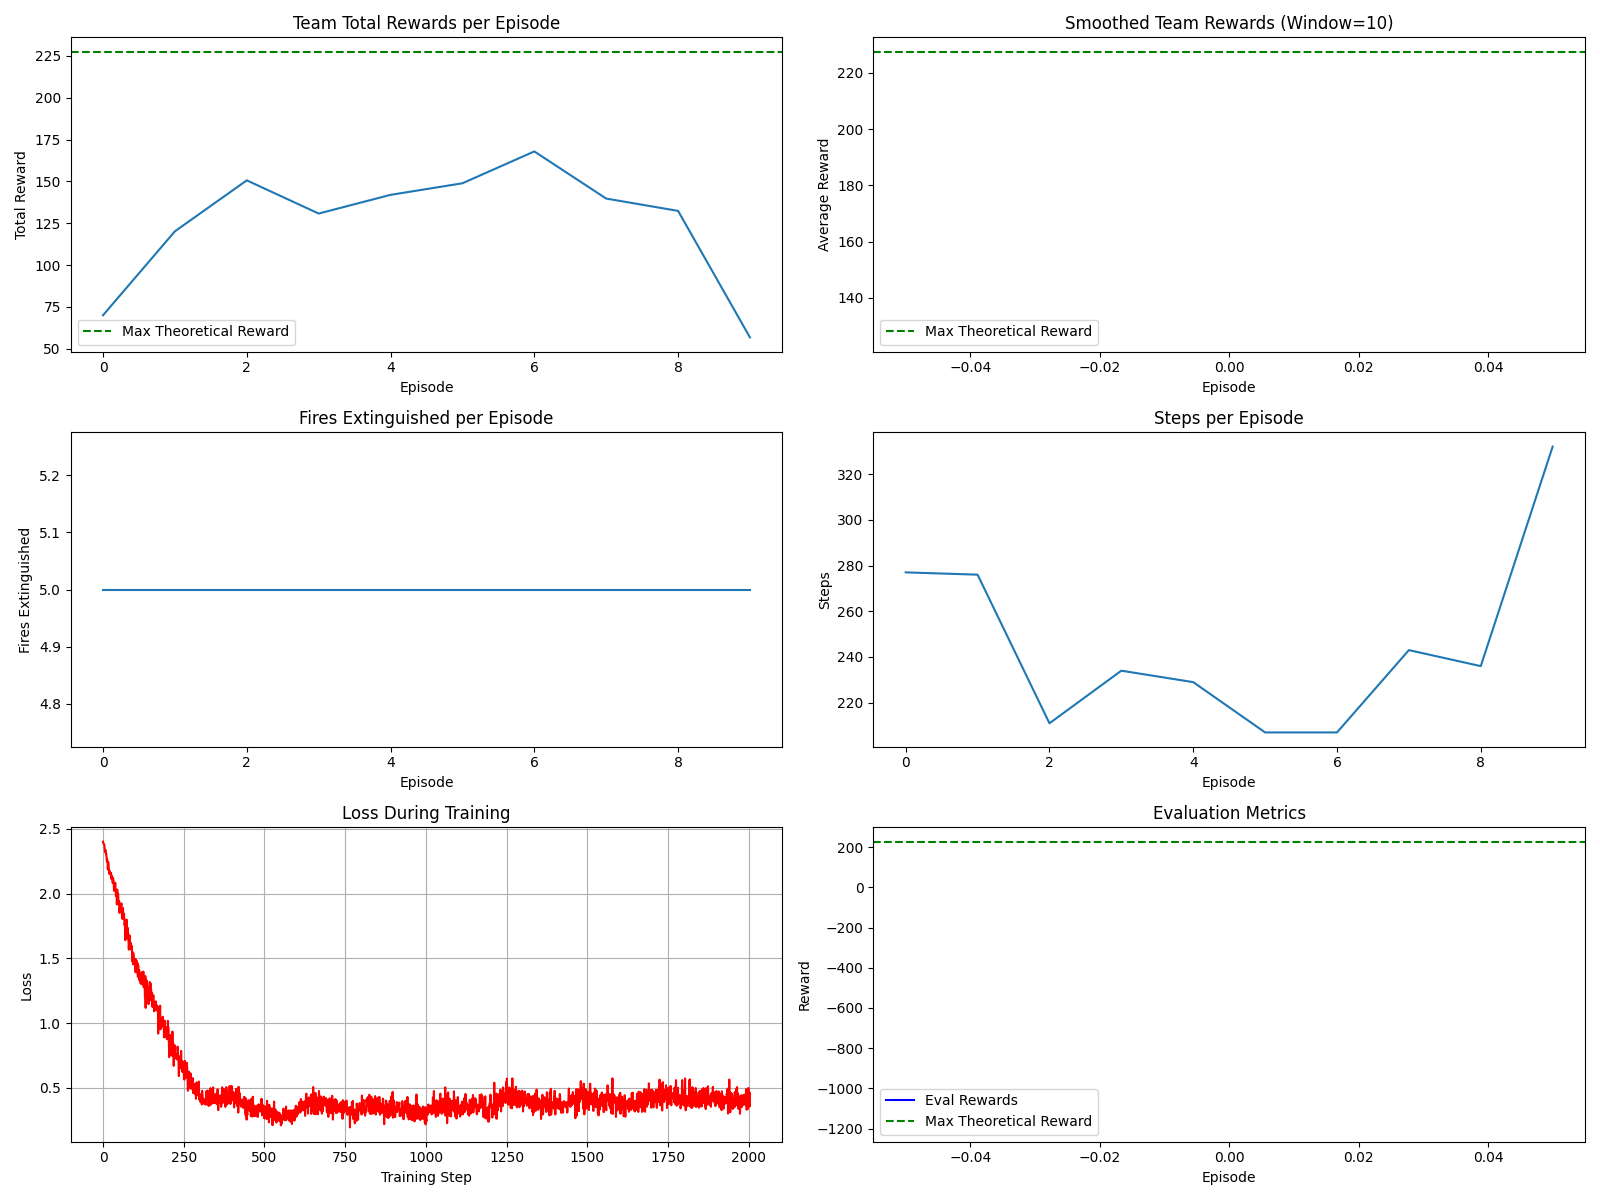 Team Total Rewards per Episode
225
200
175
150
125
100
75
50
Total Reward
Max Theoretical Reward
0 2 4 6 8
Episode
Smoothed Team Rewards (Window=10)
220
200
180
160
140
Average Reward
Max Theoretical Reward
−0.04 −0.02 0.00 0.02 0.04
Episode
Fires Extinguished per Episode
5.2
5.1
5.0
4.9
4.8
Fires Extinguished
0 2 4 6 8
Episode
Steps per Episode
320
300
280
260
240
220
Steps
0 2 4 6 8
Episode
Loss During Training
2.5
2.0
1.5
1.0
0.5
Loss
0 250 500 750 1000 1250 1500 1750 2000
Training Step
Evaluation Metrics
200
0
−200
−400
−600
−800
−1000
−1200
Reward
Eval Rewards
Max Theoretical Reward
−0.04 −0.02 0.00 0.02 0.04
Episode